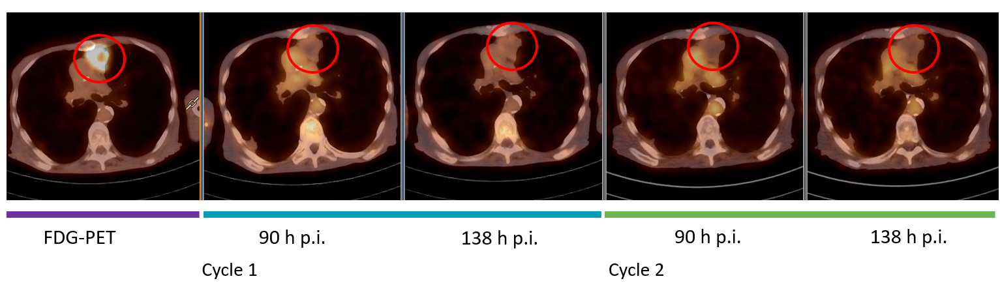 FDG-PET
90 h p.i.
138 h p.i.
90 h p.i.
138 h p.i.
Cycle 1
Cycle 2